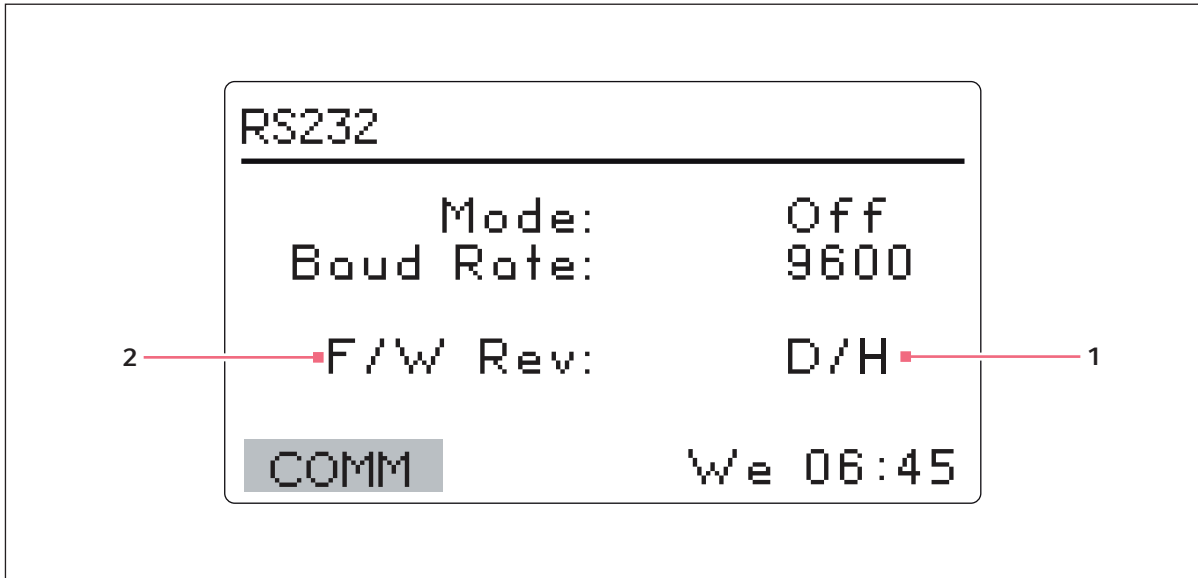 RS232
Mode: Off
Baud Rate: 9600
2 F/W Rev: D/H 1
COMM We 06:45